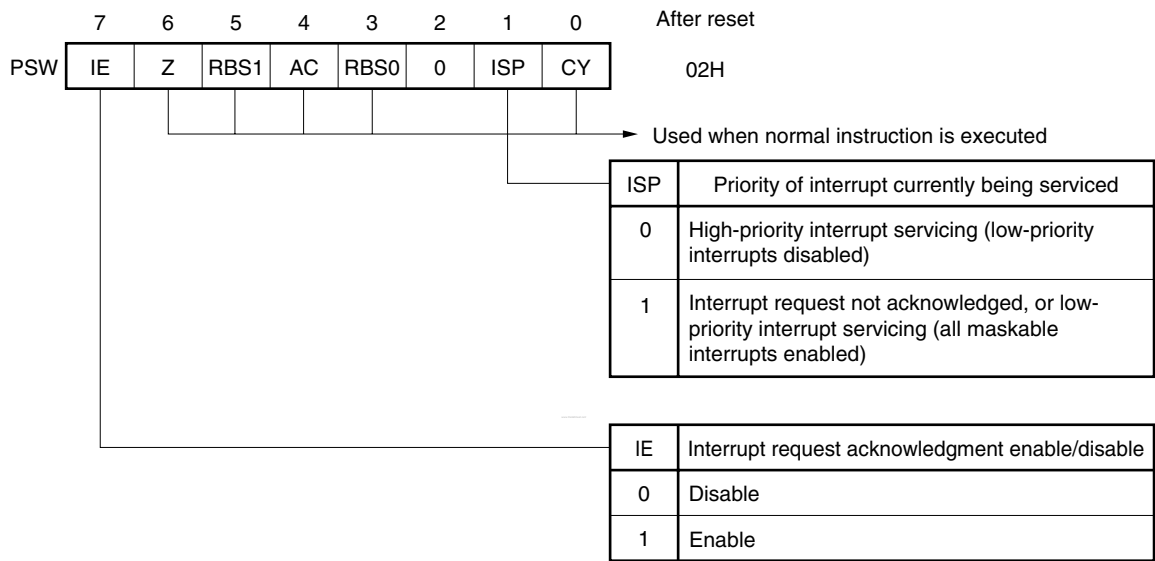 7 6 5 4 3 2 1 0 After reset
PSW IE Z RBS1 AC RBS0 0 ISP CY 02H
Used when normal instruction is executed
ISP Priority of interrupt currently being serviced
0 High-priority interrupt servicing (low-priority
interrupts disabled)
1 Interrupt request not acknowledged, or low-
priority interrupt servicing (all maskable
interrupts enabled)
IE Interrupt request acknowledgment enable/disable
0 Disable
1 Enable